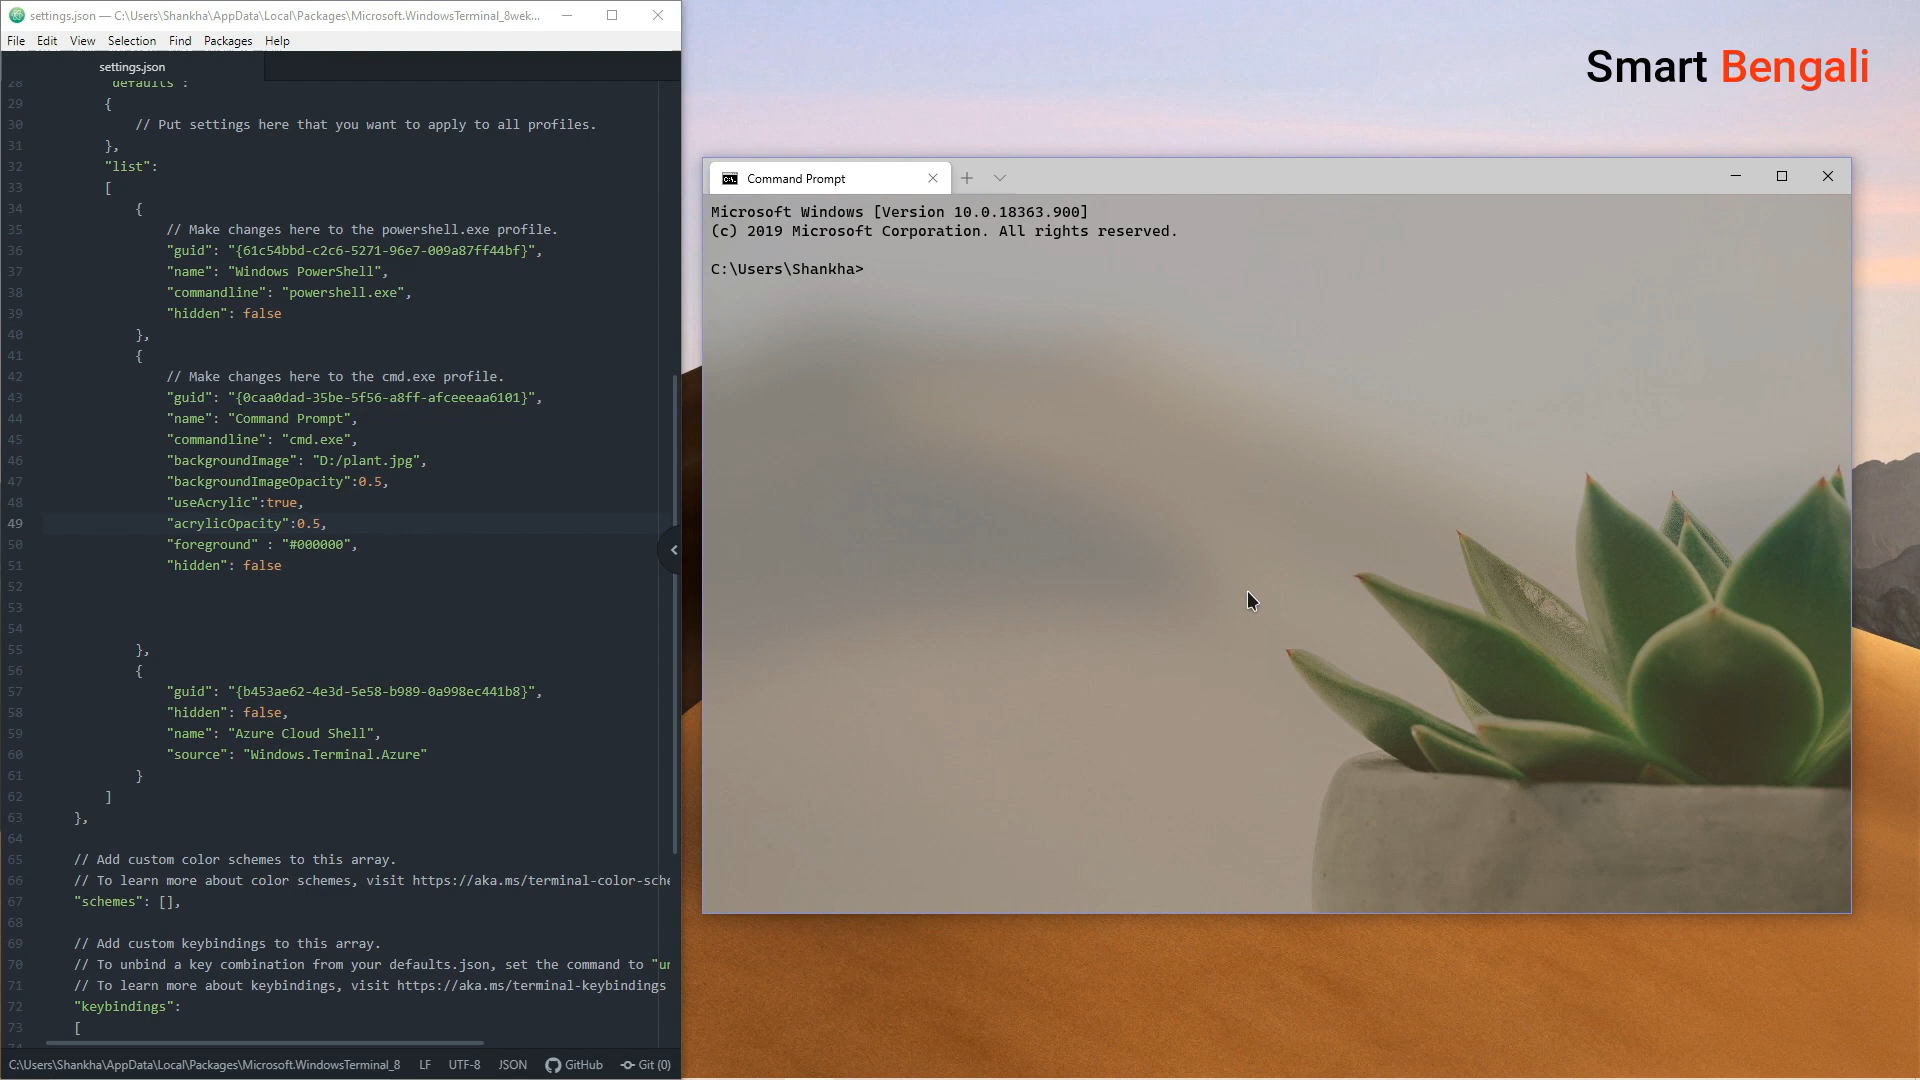 settings.json — C:\Users\Shankha\AppData\Local\Packages\Microsoft.WindowsTerminal_8wek...
File Edit View Selection Find Packages Help
settings.json
28 "defaults":
29 {
30 // Put settings here that you want to apply to all profiles.
31 },
32 "list":
33 [
34 {
35 // Make changes here to the powershell.exe profile.
36 "guid": "{61c54bbd-c2c6-5271-96e7-009a87ff44bf}",
37 "name": "Windows PowerShell",
38 "commandline": "powershell.exe",
39 "hidden": false
40 },
41 {
42 // Make changes here to the cmd.exe profile.
43 "guid": "{0caa0dad-35be-5f56-a8ff-afceeeaa6101}",
44 "name": "Command Prompt",
45 "commandline": "cmd.exe",
46 "backgroundImage": "D:/plant.jpg",
47 "backgroundImageOpacity":0.5,
48 "useAcrylic":true,
49 "acrylicOpacity":0.5,
50 "foreground" : "#000000",
51 "hidden": false
52
53
54
55 },
56 {
57 "guid": "{b453ae62-4e3d-5e58-b989-0a998ec441b8}",
58 "hidden": false,
59 "name": "Azure Cloud Shell",
60 "source": "Windows.Terminal.Azure"
61 }
62 ]
63 },
64
65 // Add custom color schemes to this array.
66 // To learn more about color schemes, visit https://aka.ms/terminal-color-sche
67 "schemes": [],
68
69 // Add custom keybindings to this array.
70 // To unbind a key combination from your defaults.json, set the command to "un
71 // To learn more about keybindings, visit https://aka.ms/terminal-keybindings
72 "keybindings":
73 [
C:\Users\Shankha\AppData\Local\Packages\Microsoft.WindowsTerminal_8 LF UTF-8 JSON GitHub Git (0)
Smart Bengali
Command Prompt
Microsoft Windows [Version 10.0.18363.900]
(c) 2019 Microsoft Corporation. All rights reserved.
C:\Users\Shankha>